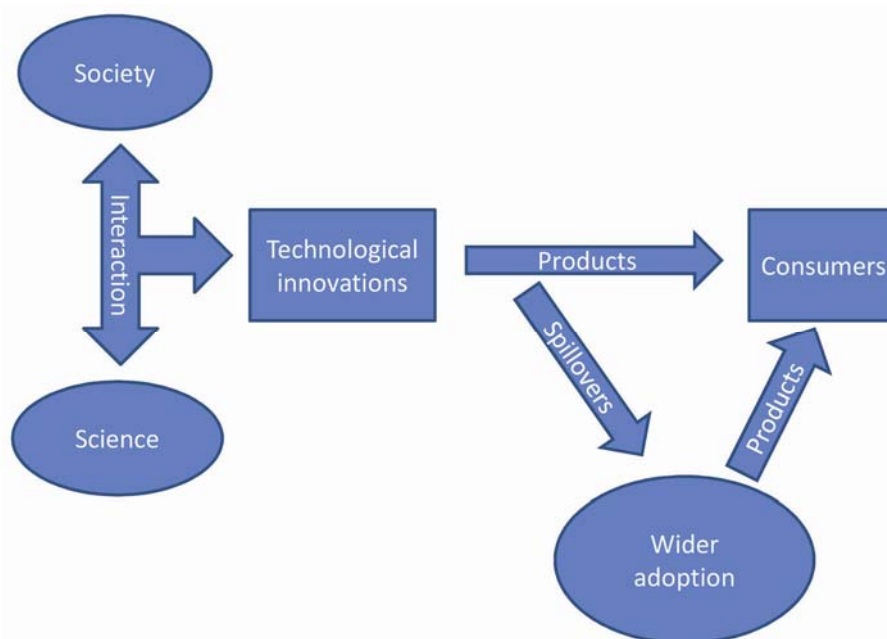 Society
Interaction
Technological
innovations
Products
Consumers
Spillovers
Products
Science
Wider
adoption